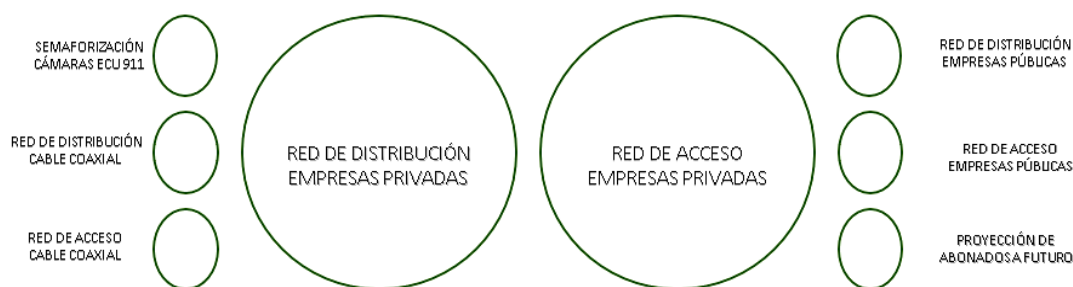 SEMAFORIZACIÓN
CÁMARAS ECU 911
RED DE DISTRIBUCIÓN
CABLE COAXIAL
RED DE ACCESO
CABLE COAXIAL
RED DE DISTRIBUCIÓN
EMPRESAS PRIVADAS
RED DE ACCESO
EMPRESAS PRIVADAS
RED DE DISTRIBUCIÓN
EMPRESAS PÚBLICAS
RED DE ACCESO
EMPRESAS PÚBLICAS
PROYECCIÓN DE
ABONADOS A FUTURO